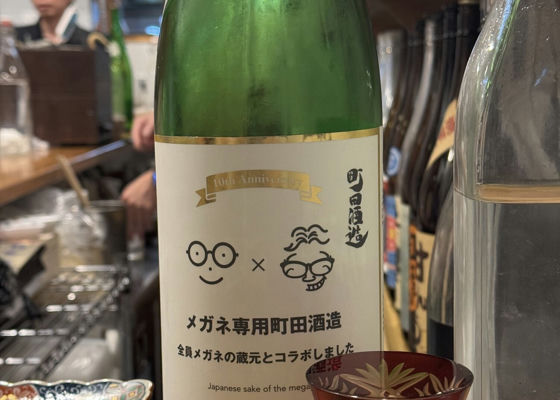 10th Anniversary
町田酒造
×
メガネ専用町田酒造
全員メガネの蔵元とコラボしました
Japanese sake of the